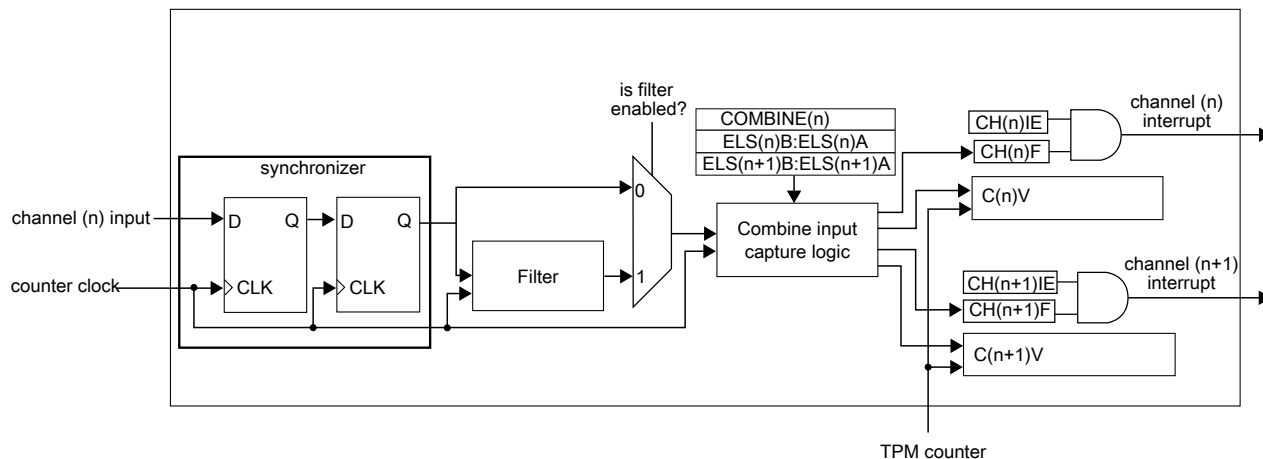 is filter
enabled?
COMBINE(n)
ELS(n)B:ELS(n)A
ELS(n+1)B:ELS(n+1)A
CH(n)IE
CH(n)F
channel (n)
interrupt
synchronizer
channel (n) input
D Q
D Q
CLK
CLK
counter clock
0
1
Filter
Combine input
capture logic
C(n)V
CH(n+1)IE
CH(n+1)F
channel (n+1)
interrupt
C(n+1)V
TPM counter